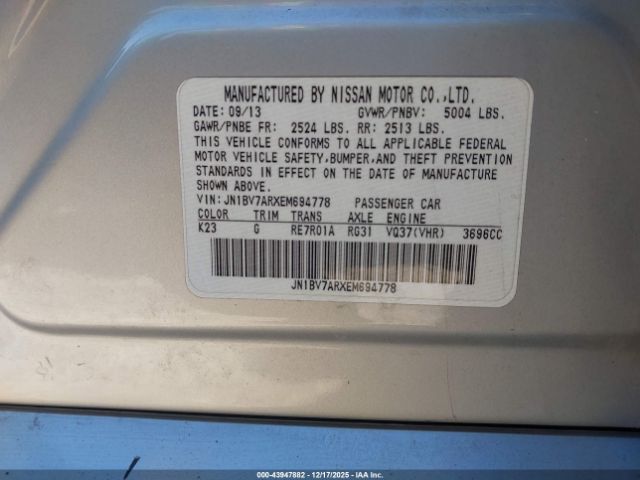 MANUFACTURED BY NISSAN MOTOR CO.,LTD.
DATE: 09/13 GVWR/PNBV: 5004 LBS.
GAWR/PNBE FR: 2524 LBS. RR: 2513 LBS.
THIS VEHICLE CONFORMS TO ALL APPLICABLE FEDERAL
MOTOR VEHICLE SAFETY,BUMPER,AND THEFT PREVENTION
STANDARDS IN EFFECT ON THE DATE OF MANUFACTURE
SHOWN ABOVE.
VIN: JN1BV7ARXEM694778 PASSENGER CAR
COLOR TRIM TRANS AXLE ENGINE
K23 G RE7R01A RG31 VQ37(VHR) 3696CC
JN1BV7ARXEM694778
000-43947882 - 12/17/2025 - IAAI - Copart